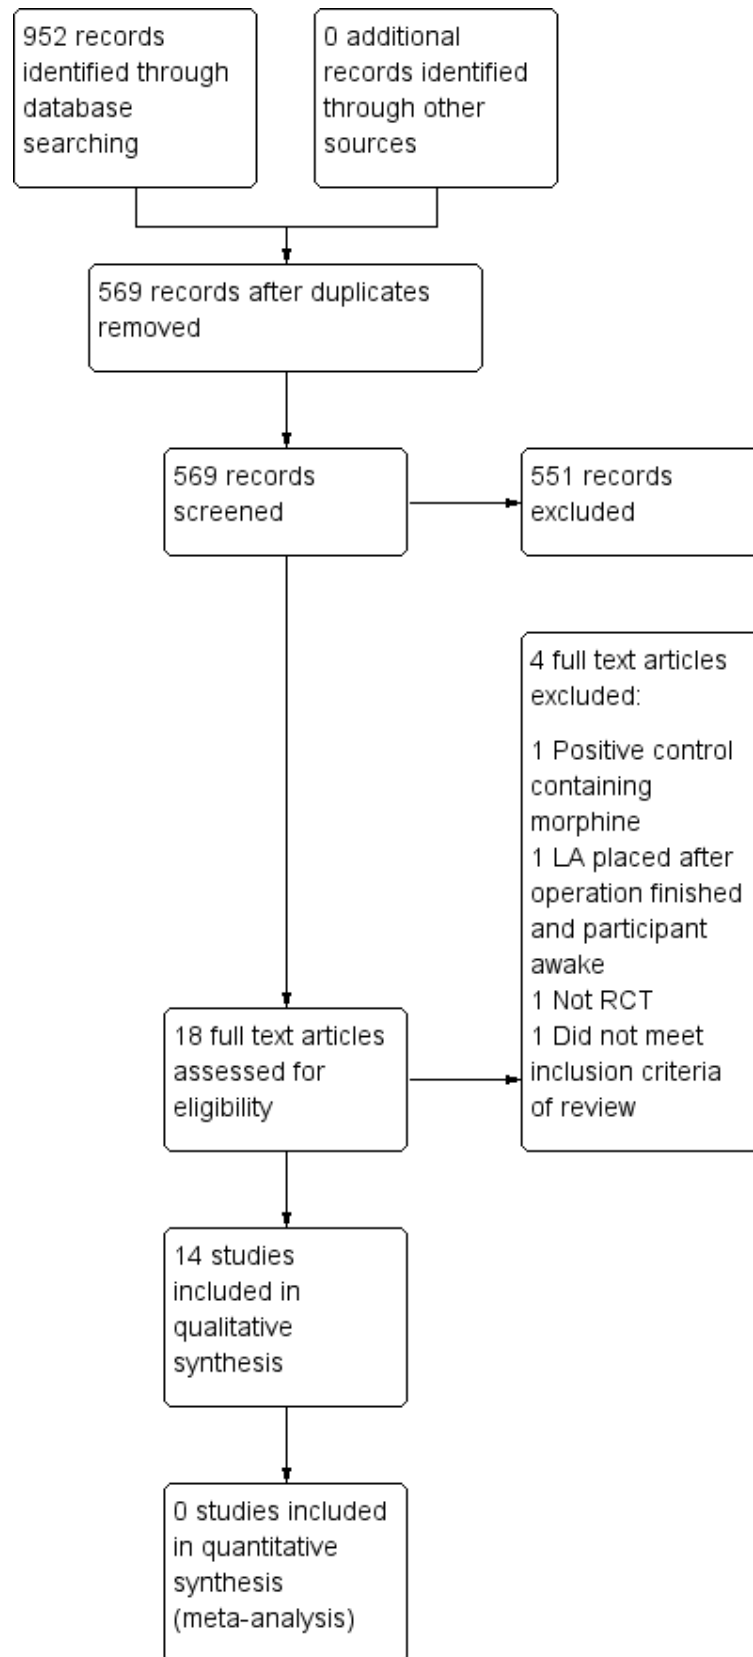 952 records
identified through
database
searching
0 additional
records identified
through other
sources
569 records after duplicates
removed
569 records
screened
551 records
excluded
4 full text articles
excluded:
1 Positive control
containing
morphine
1 LA placed after
operation finished
and participant
awake
1 Not RCT
1 Did not meet
inclusion criteria
of review
18 full text articles
assessed for
eligibility
14 studies
included in
qualitative
synthesis
0 studies included
in quantitative
synthesis
(meta-analysis)